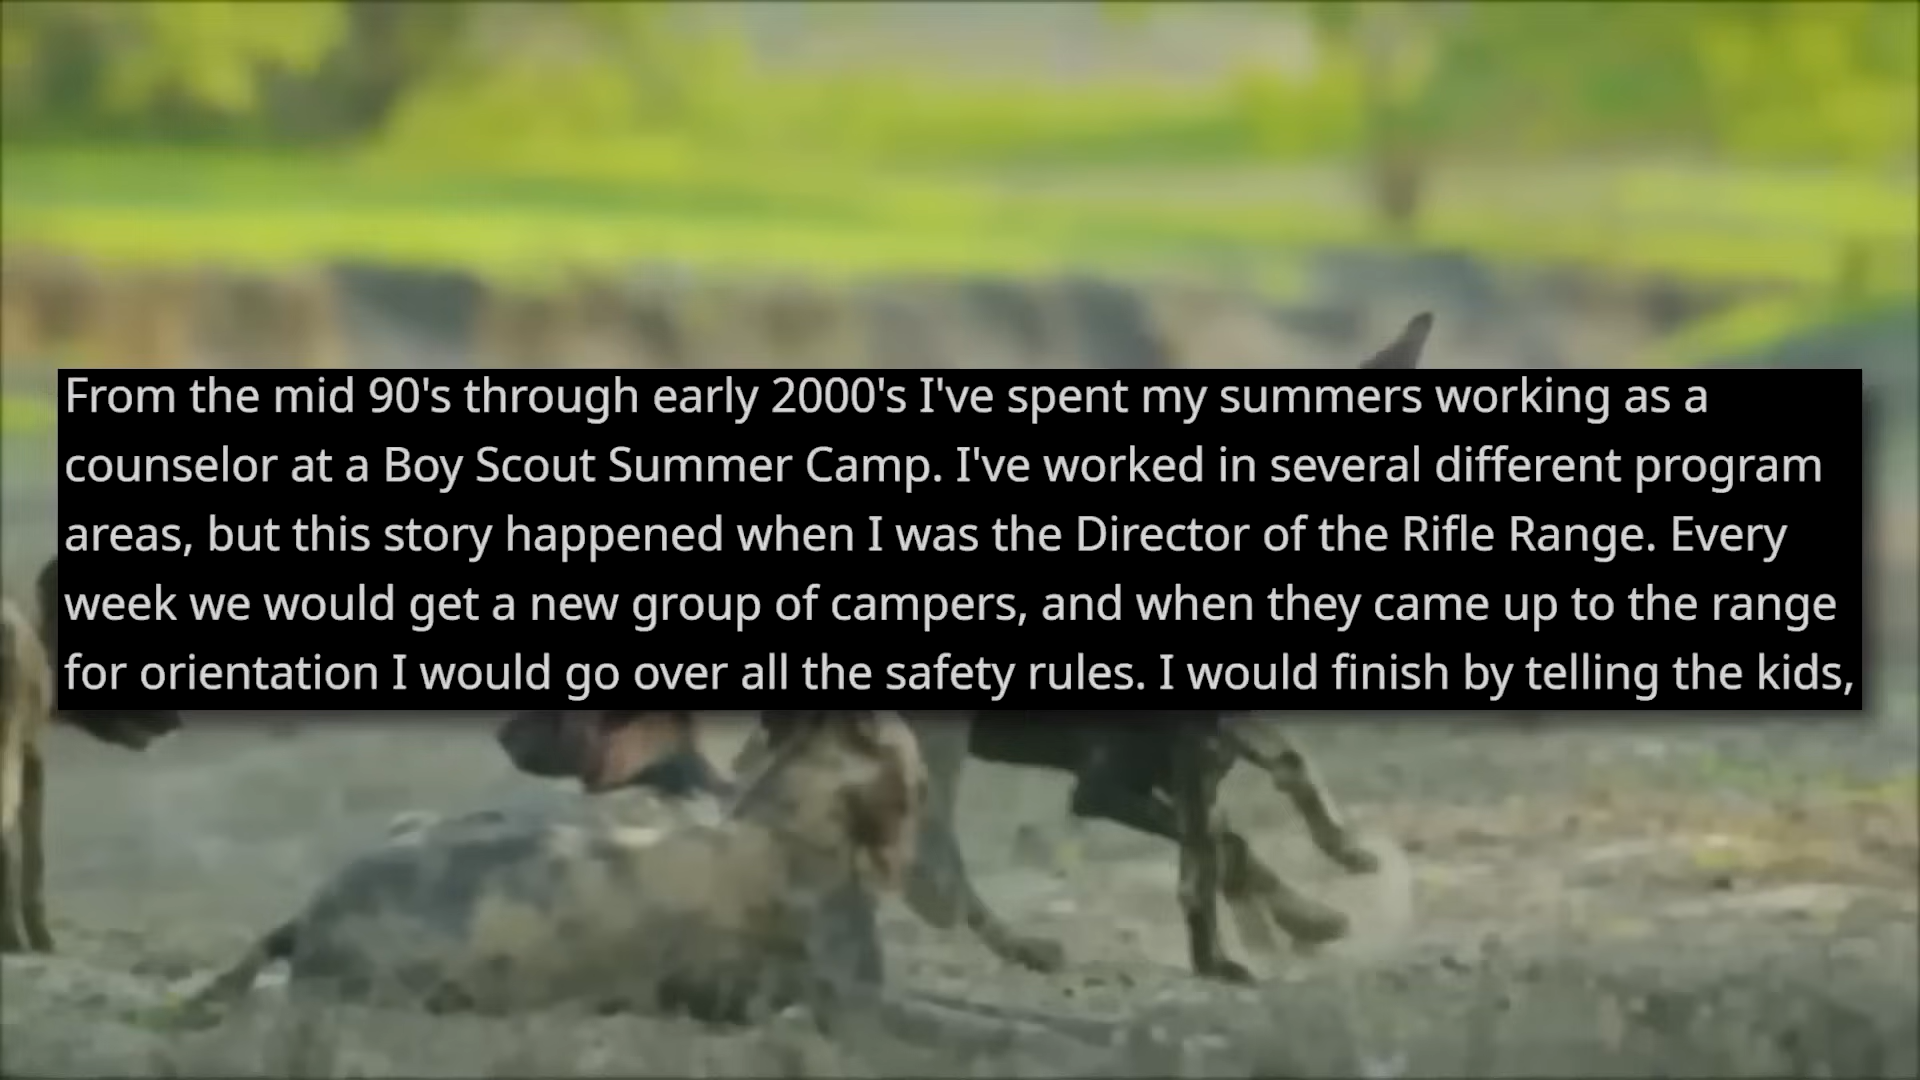 From the mid 90's through early 2000's I've spent my summers working as a
counselor at a Boy Scout Summer Camp. I've worked in several different program
areas, but this story happened when I was the Director of the Rifle Range. Every
week we would get a new group of campers, and when they came up to the range
for orientation I would go over all the safety rules. I would finish by telling the kids,